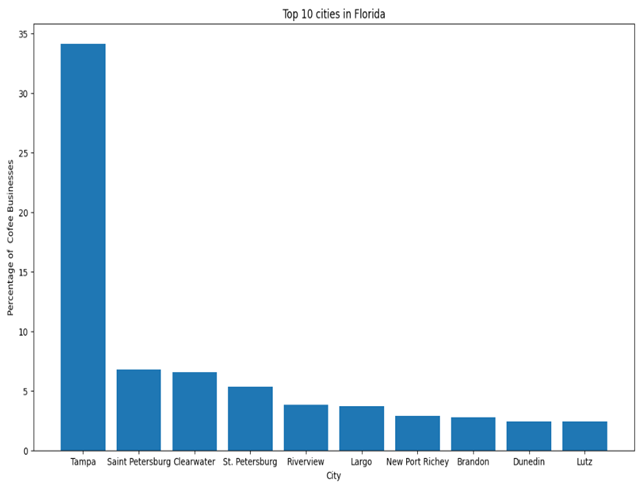 Top 10 cities in Florida
Percentage of Cofee Businesses
35
30
25
20
15
10
5
0
Tampa Saint Petersburg Clearwater St. Petersburg Riverview Largo New Port Richey Brandon Dunedin Lutz
City